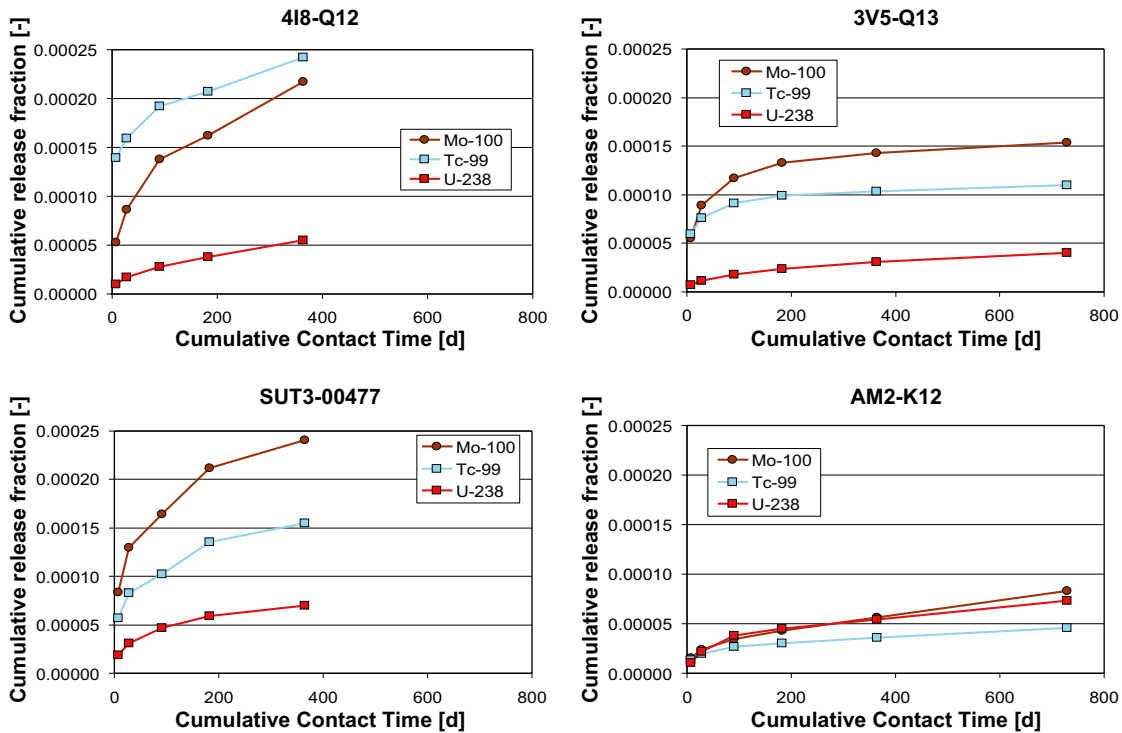 4I8-Q12
Cumulative release fraction [-]
0.00025
0.00020
0.00015
0.00010
0.00005
0.00000
Mo-100
Tc-99
U-238
0 200 400 600 800
Cumulative Contact Time [d]
3V5-Q13
Cumulative release fraction [-]
0.00025
0.00020
0.00015
0.00010
0.00005
0.00000
Mo-100
Tc-99
U-238
0 200 400 600 800
Cumulative Contact Time [d]
SUT3-00477
Cumulative release fraction [-]
0.00025
0.00020
0.00015
0.00010
0.00005
0.00000
Mo-100
Tc-99
U-238
0 200 400 600 800
Cumulative Contact Time [d]
AM2-K12
Cumulative release fraction [-]
0.00025
0.00020
0.00015
0.00010
0.00005
0.00000
Mo-100
Tc-99
U-238
0 200 400 600 800
Cumulative Contact Time [d]